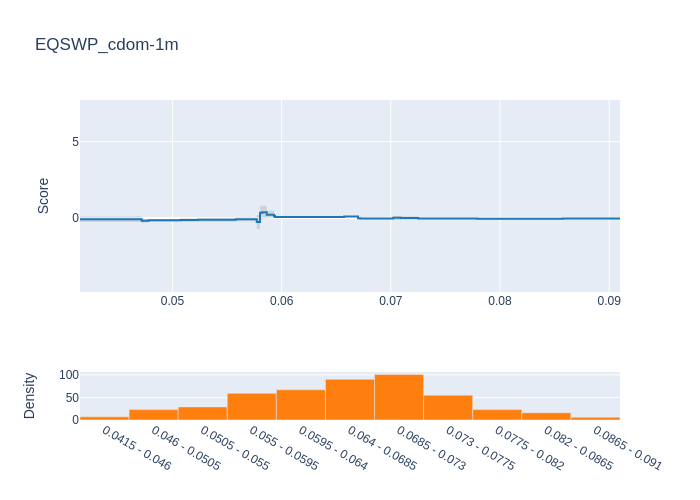 EQSWP_cdom-1m
Score
5
0
0.05
0.06
0.07
0.08
0.09
Density
100
50
0
0.0415 - 0.046
0.046 - 0.0505
0.0505 - 0.055
0.055 - 0.0595
0.0595 - 0.064
0.064 - 0.0685
0.0685 - 0.073
0.073 - 0.0775
0.0775 - 0.082
0.082 - 0.0865
0.0865 - 0.091